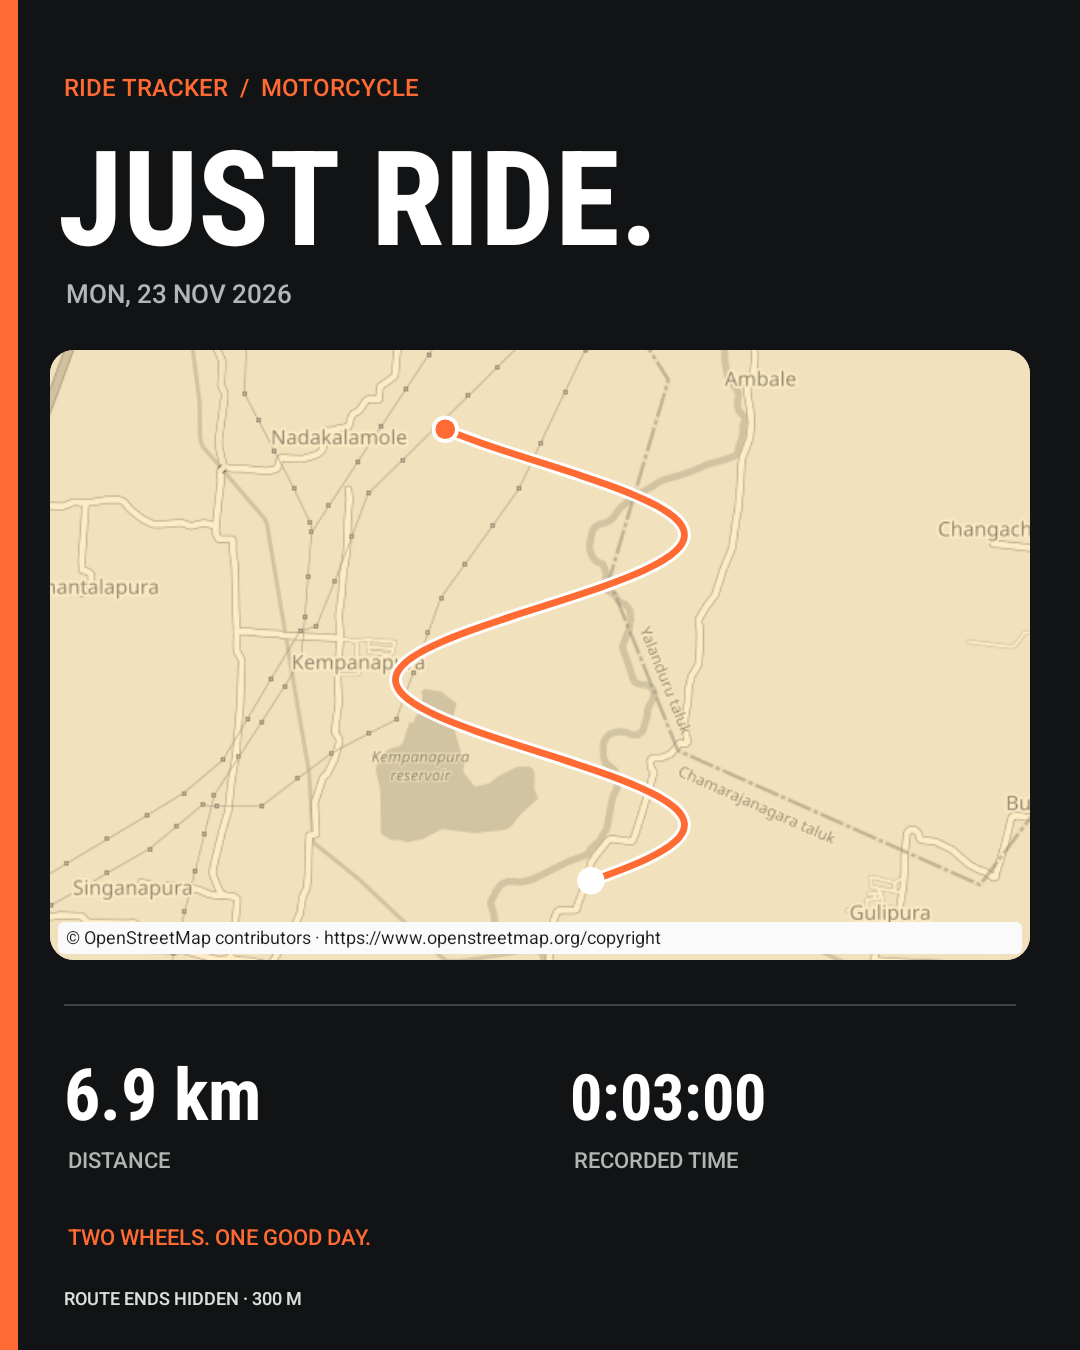 RIDE TRACKER / MOTORCYCLE
JUST RIDE.
MON, 23 NOV 2026
Ambale
Nadakalamole
Changach
nantalapura
Yalanduru taluk
Kempanapura
Kempanapura
reservoir
Chamarajanagara taluk
Bu
Singanapura
Gulipura
© OpenStreetMap contributors · https://www.openstreetmap.org/copyright
6.9 km
0:03:00
DISTANCE
RECORDED TIME
TWO WHEELS. ONE GOOD DAY.
ROUTE ENDS HIDDEN · 300 M